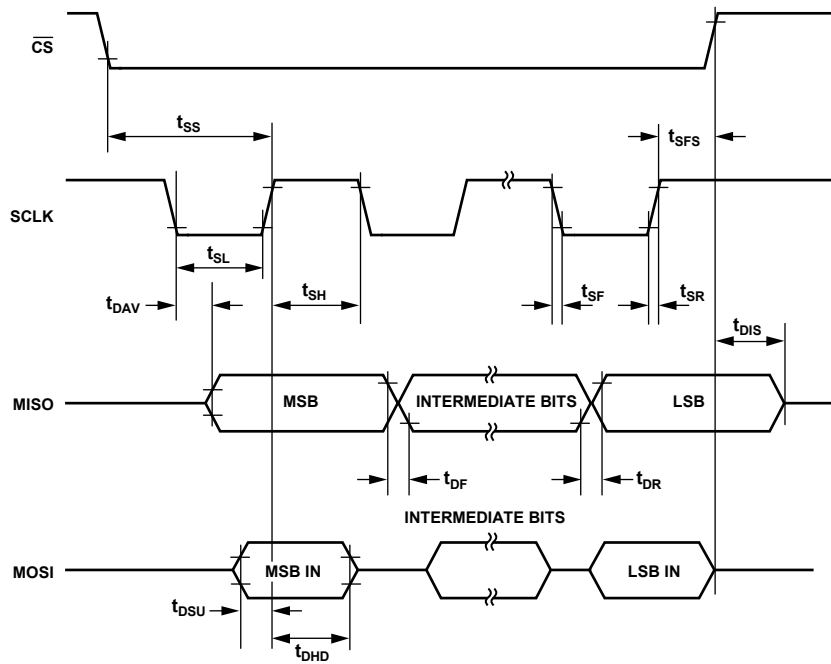 CS
tSS
tSFS
SCLK
tSL
tSH
tSF
tSR
tDAV
tDIS
MISO
MSB
INTERMEDIATE BITS
LSB
tDF
tDR
INTERMEDIATE BITS
MOSI
MSB IN
LSB IN
tDSU
tDHD